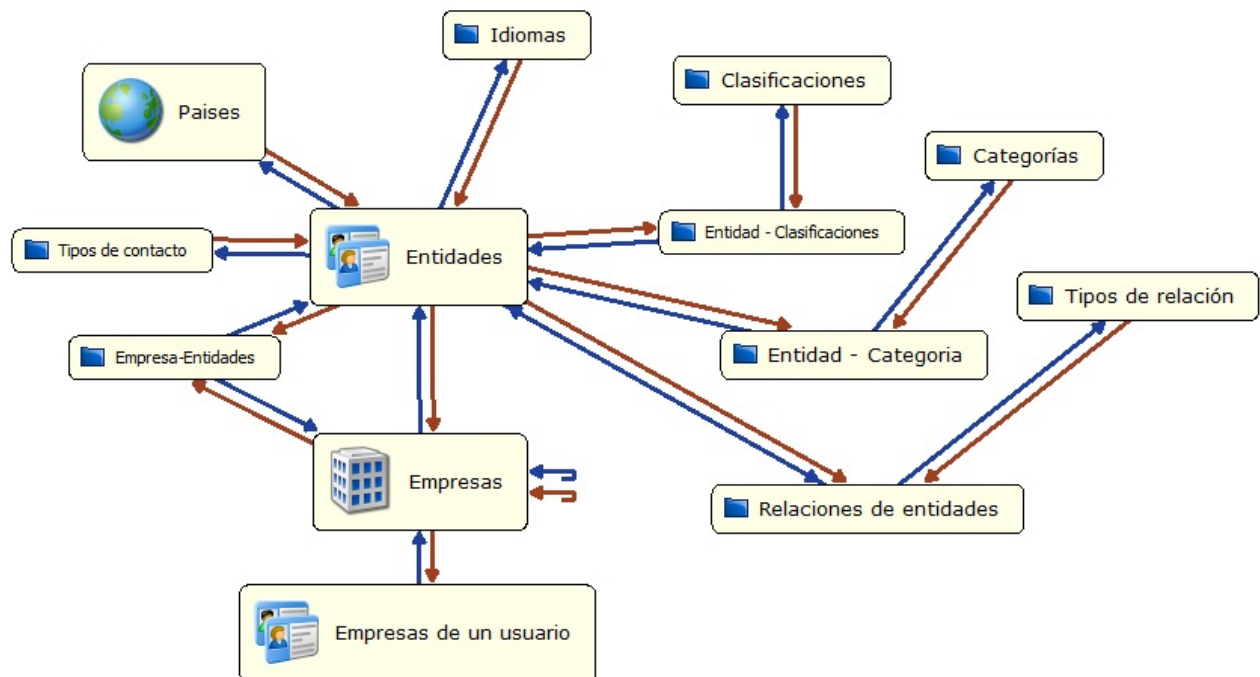 Idiomas
Clasificaciones
Paises
Categorías
Entidad - Clasificaciones
Tipos de contacto
Entidades
Tipos de relación
Empresa-Entidades
Entidad - Categoria
Empresas
Relaciones de entidades
Empresas de un usuario